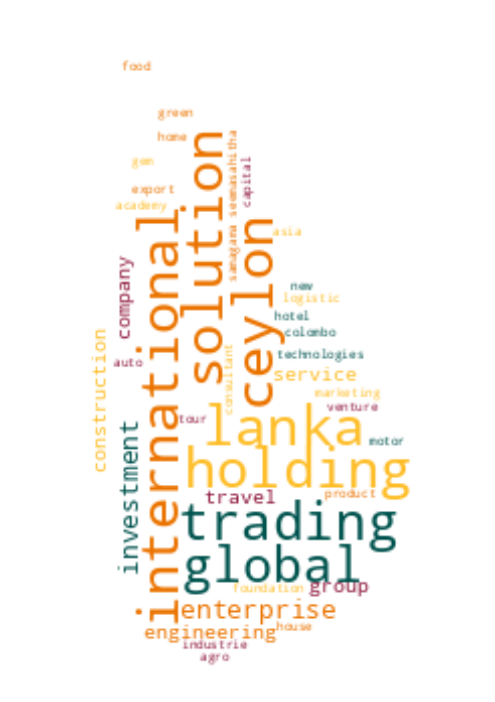 food
green
home
gem
export
academy
international
solution
samagara seemasahitha
capital
ceylon
asia
company
new
logistic
hotel
colombo
construction
auto
consultant
technologies
service
marketing
venture
tour
lanka
motor
investment
holding
travel
product
trading
global
foundation
group
enterprise
engineering
house
industrie
agro